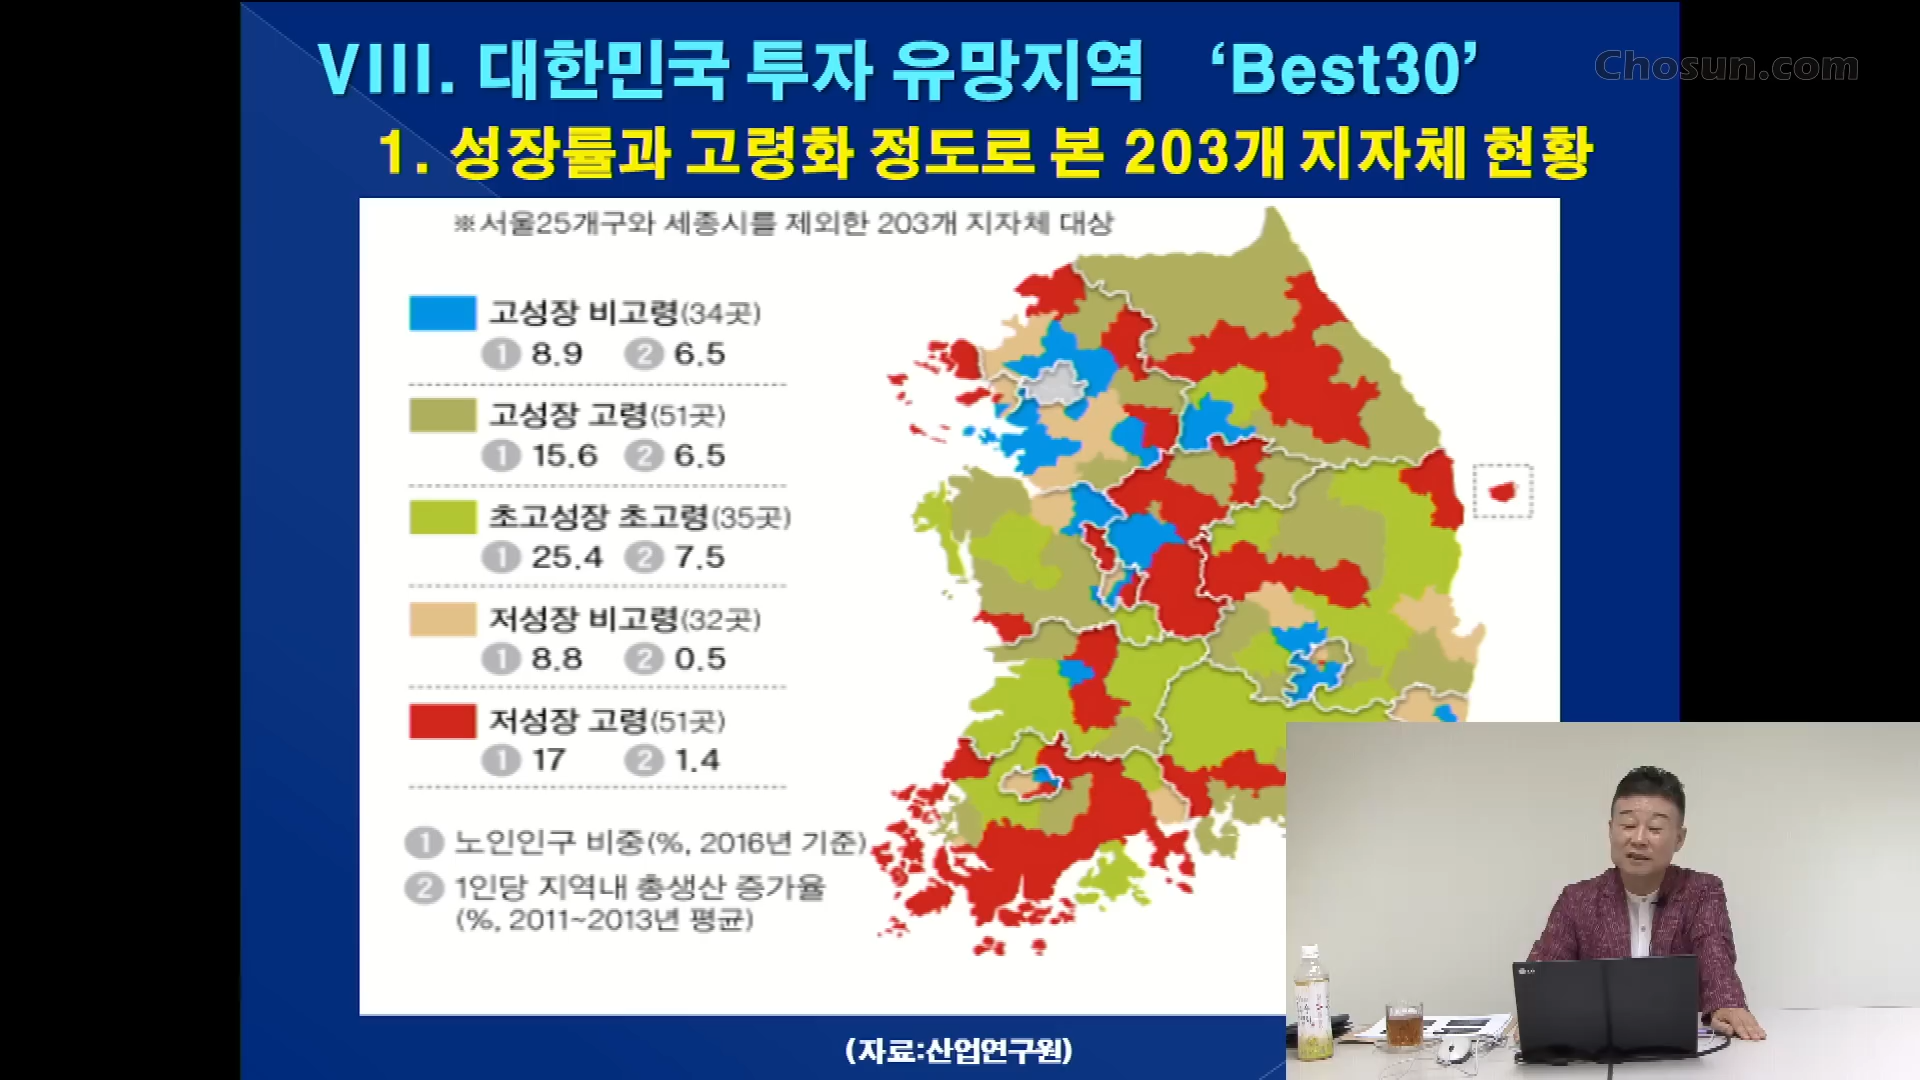 VIII. 대한민국 투자 유망지역 ‘Best30’
Chosun.com
1. 성장률과 고령화 정도로 본 203개 지자체 현황
※서울25개구와 세종시를 제외한 203개 지자체 대상
고성장 비고령(34곳)
1 8.9 2 6.5
고성장 고령(51곳)
1 15.6 2 6.5
초고성장 초고령(35곳)
1 25.4 2 7.5
저성장 비고령(32곳)
1 8.8 2 0.5
저성장 고령(51곳)
1 17 2 1.4
1 노인인구 비중(%, 2016년 기준)
2 1인당 지역내 총생산 증가율
(%, 2011~2013년 평균)
(자료:산업연구원)